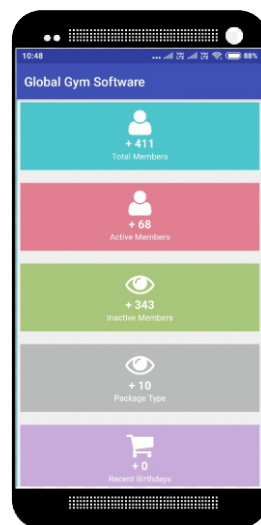 10:48
88%
Global Gym Software
+ 411
Total Members
+ 68
Active Members
+ 343
Inactive Members
+ 10
Package Type
+ 0
Recent Birthdays